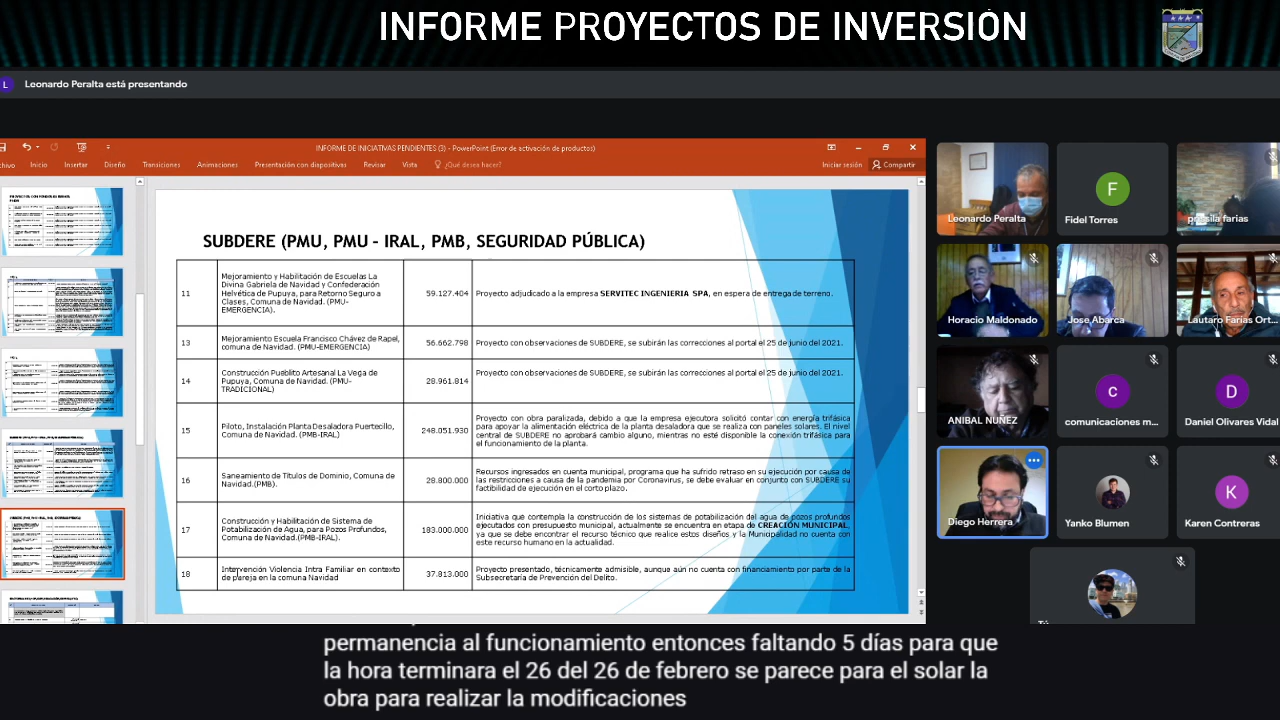 INFORME PROYECTOS DE INVERSIÓN
L
Leonardo Peralta está presentando
INFORME DE INICIATIVAS PENDIENTES (3) - PowerPoint (Error de activación de productos)
Inicio Insertar Diseño Transiciones Animaciones Presentación con diapositivas Revisar Vista ¿Qué desea hacer? Iniciar sesión Compartir
SUBDERE (PMU, PMU - IRAL, PMB, SEGURIDAD PÚBLICA)
11
Mejoramiento y Habilitación de Escuelas La
Divina Gabriela de Navidad y Confederación
Helvética de Pupuya, para Retorno Seguro a
Clases, Comuna de Navidad. (PMU-
EMERGENCIA).
59.127.404
Proyecto adjudicado a la empresa SERVITEC INGENIERIA SPA, en espera de entrega de terreno.
13
Mejoramiento Escuela Francisco Chávez de Rapel,
comuna de Navidad. (PMU-EMERGENCIA)
56.662.798
Proyecto con observaciones de SUBDERE, se subirán las correcciones al portal el 25 de junio del 2021.
14
Construcción Pueblito Artesanal La Vega de
Pupuya, Comuna de Navidad. (PMU-
TRADICIONAL)
28.961.814
Proyecto con observaciones de SUBDERE, se subirán las correcciones al portal el 25 de junio del 2021.
15
Piloto, Instalación Planta Desaladora Puertecillo,
Comuna de Navidad. (PMB-IRAL)
248.051.930
Proyecto con obra paralizada, debido a que la empresa ejecutora solicitó contar con energía trifásica
para apoyar la alimentación eléctrica de la planta desaladora que se realiza con paneles solares. El nivel
central de SUBDERE no aprobará cambio alguno, mientras no esté disponible la conexión trifásica para
el funcionamiento de la planta.
16
Saneamiento de Títulos de Dominio, Comuna de
Navidad.(PMB).
28.800.000
Recursos ingresados en cuenta municipal, programa que ha sufrido retraso en su ejecución por causa de
las restricciones a causa de la pandemia por Coronavirus, se debe evaluar en conjunto con SUBDERE su
factibilidad de ejecución en el corto plazo.
17
Construcción y Habilitación de Sistema de
Potabilización de Agua, para Pozos Profundos,
Comuna de Navidad.(PMB-IRAL).
183.000.000
Iniciativa que contempla la construcción de los sistemas de potabilización del agua de pozos profundos
ejecutados con presupuesto municipal, actualmente se encuentra en etapa de CREACIÓN MUNICIPAL,
ya que se debe encontrar el recurso técnico que realice estos diseños y la Municipalidad no cuenta con
este recurso humano en la actualidad.
18
Intervención Violencia Intra Familiar en contexto
de pareja en la comuna Navidad
37.813.000
Proyecto presentado, técnicamente admisible, aunque aún no cuenta con financiamiento por parte de la
Subsecretaría de Prevención del Delito.
Leonardo Peralta
F
Fidel Torres
farias
Horacio Maldonado
Jose Abarca
Lautaro Farias Ort...
ANIBAL NUÑEZ
c
comunicaciones m...
D
Daniel Olivares Vidal
Diego Herrera
Yanko Blumen
K
Karen Contreras
permanencia al funcionamiento entonces faltando 5 días para que
la hora terminara el 26 del 26 de febrero se parece para el solar la
obra para realizar la modificaciones